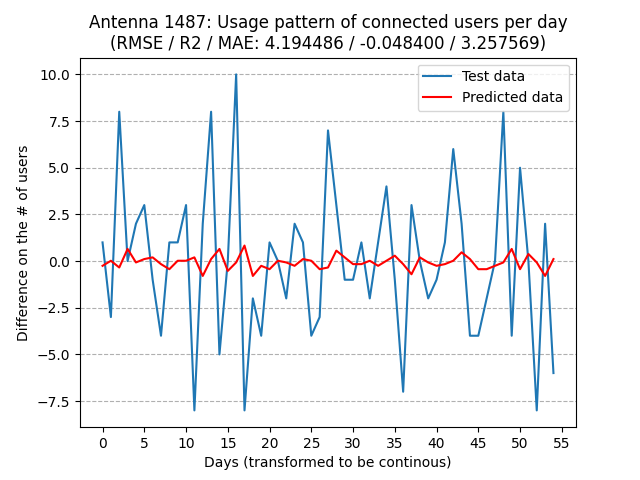 Antenna 1487: Usage pattern of connected users per day
(RMSE / R2 / MAE: 4.194486 / -0.048400 / 3.257569)
Test data
Predicted data
Difference on the # of users
10.0
7.5
5.0
2.5
0.0
−2.5
−5.0
−7.5
0 5 10 15 20 25 30 35 40 45 50 55
Days (transformed to be continous)